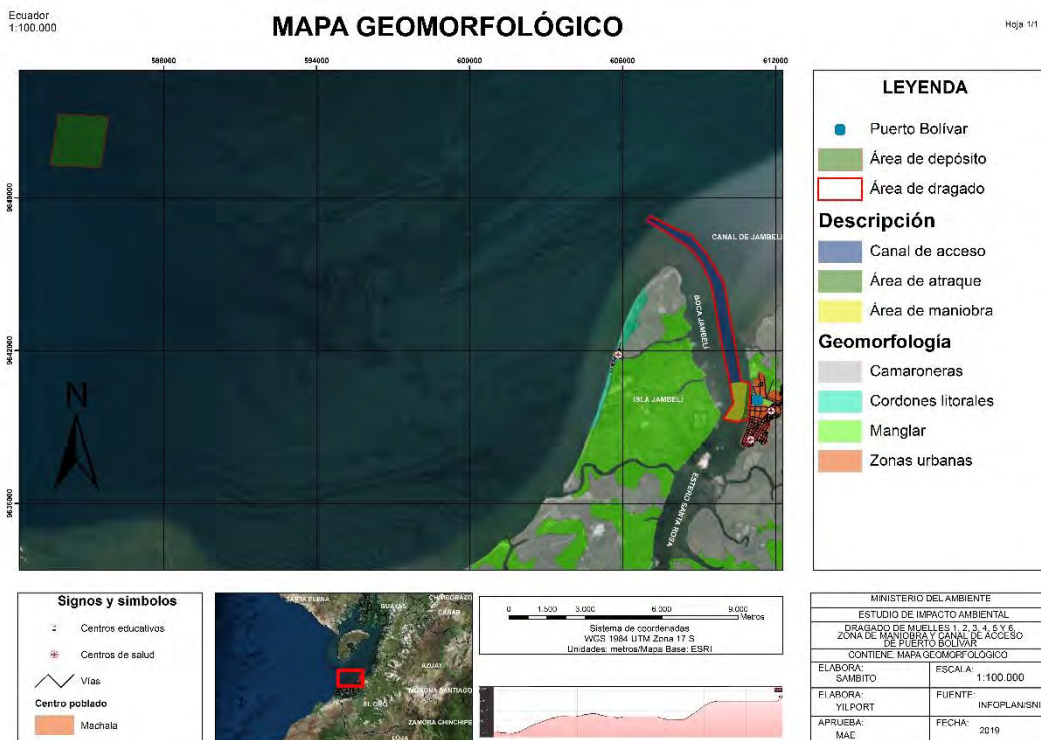 Ecuador
1:100.000
MAPA GEOMORFOLÓGICO
Hoja 1/1
588000
594000
600000
606000
612000
9648000
9642000
9636000
CANAL DE JAMBELÍ
BOCA JAMBELÍ
ISLA JAMBELÍ
ESTERO SANTA ROSA
N
LEYENDA
Puerto Bolívar
Área de depósito
Área de dragado
Descripción
Canal de acceso
Área de atraque
Área de maniobra
Geomorfología
Camaroneras
Cordones litorales
Manglar
Zonas urbanas
Signos y simbolos
Centros educativos
Centros de salud
Vías
Centro poblado
Machala
SANTA ELENA
GUAYAS
CHIMBORAZO
CAÑAR
AZUAY
MORONA SANTIAGO
EL ORO
ZAMORA CHINCHIPE
LOJA
0 1.500 3.000 6.000 9.000
Metros
Sistema de coordenadas
WGS 1984 UTM Zona 17 S
Unidades: metros/Mapa Base: ESRI
MINISTERIO DEL AMBIENTE
ESTUDIO DE IMPACTO AMBIENTAL
DRAGADO DE MUELLES 1, 2, 3, 4, 5 Y 6,
ZONA DE MANIOBRA Y CANAL DE ACCESO
DE PUERTO BOLÍVAR
CONTIENE: MAPA GEOMORFOLÓGICO
ELABORA:
SAMBITO
ESCALA:
1:100.000
ELABORA:
YILPORT
FUENTE:
INFOPLAN/SNI
APRUEBA:
MAE
FECHA:
2019